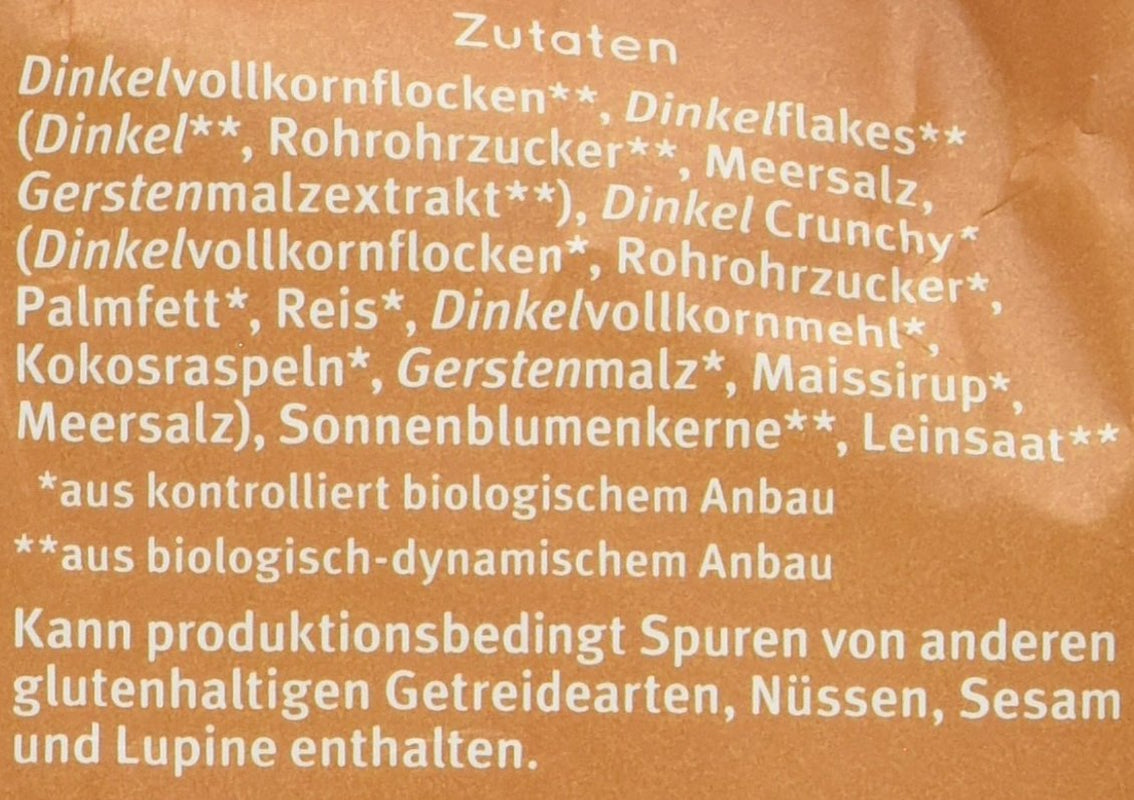 Zutaten
Dinkelvollkornflocken**, Dinkelflakes**
(Dinkel**, Rohrohrzucker**, Meersalz,
Gerstenmalzextrakt**), Dinkel Crunchy*
(Dinkelvollkornflocken*, Rohrohrzucker*,
Palmfett*, Reis*, Dinkelvollkornmehl*,
Kokosraspeln*, Gerstenmalz*, Maissirup*,
Meersalz), Sonnenblumenkerne**, Leinsaat**
*aus kontrolliert biologischem Anbau
**aus biologisch-dynamischem Anbau
Kann produktionsbedingt Spuren von anderen
glutenhaltigen Getreidearten, Nüssen, Sesam
und Lupine enthalten.